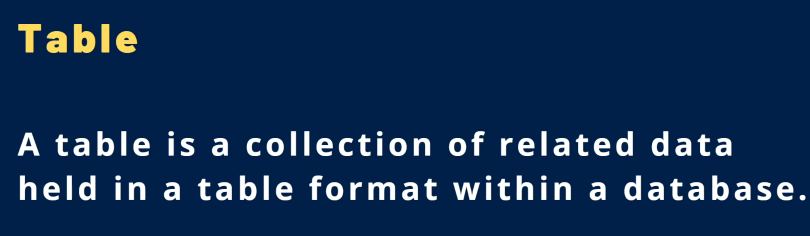 Table
A table is a collection of related data
held in a table format within a database.